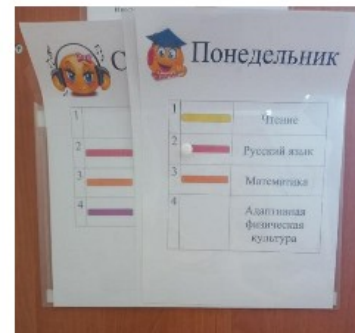 С
Понедельник
1
2
3
4
1 Чтение
2 Русский язык
3 Математика
4 Адаптивная
физическая
культура